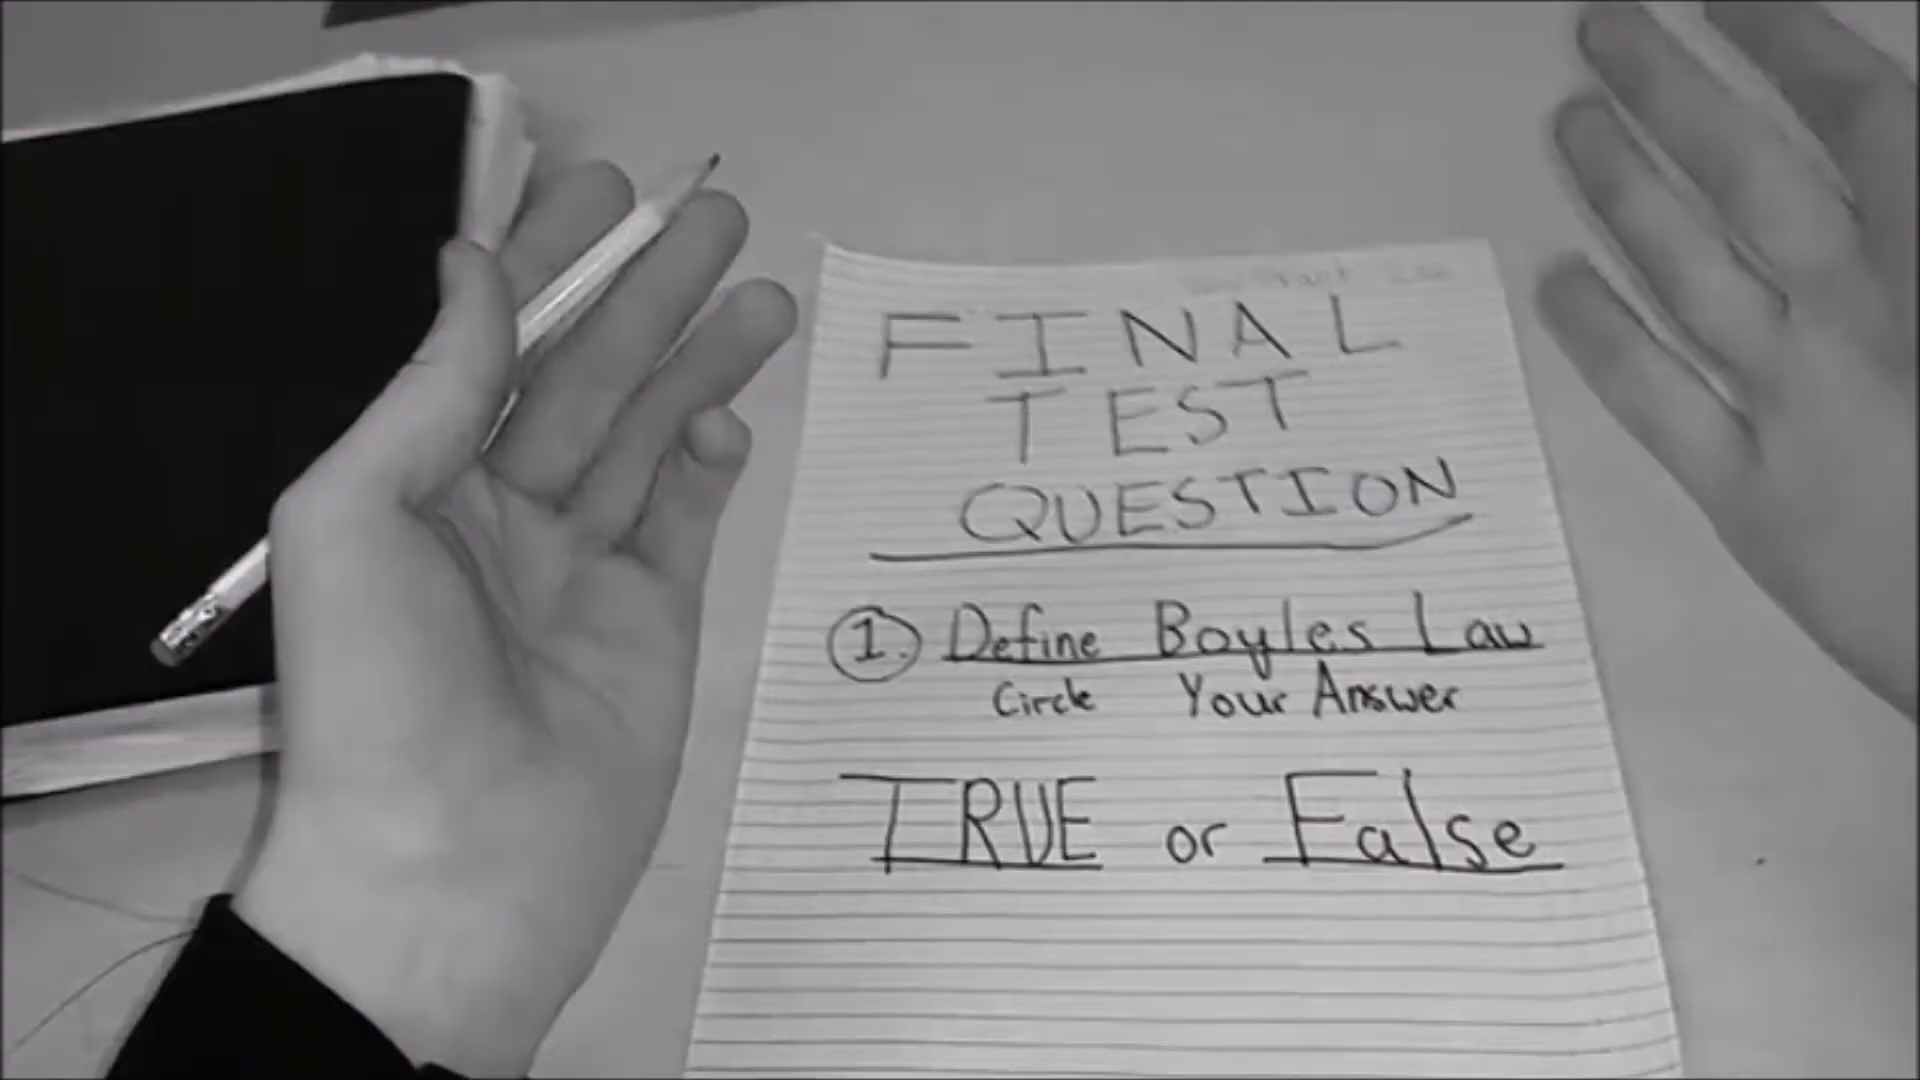 FINAL
TEST
QUESTION
1. Define Boyles Law
Circle Your Answer
TRUE or False